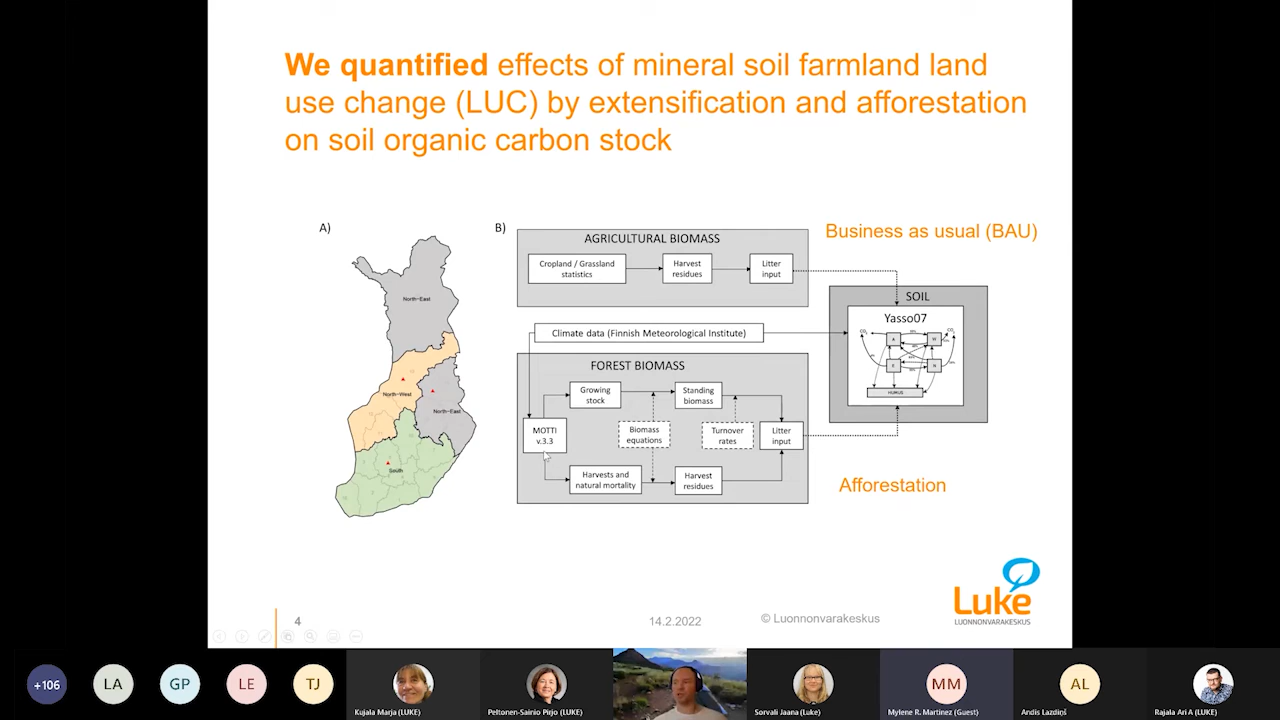 We quantified effects of mineral soil farmland land
use change (LUC) by extensification and afforestation
on soil organic carbon stock
A)
North-East
North-West
North-East
South
B)
AGRICULTURAL BIOMASS
Cropland / Grassland
statistics
Harvest
residues
Litter
input
Business as usual (BAU)
Climate data (Finnish Meteorological Institute)
SOIL
Yasso07
CO₂
CO₂
A
W
E
N
HUMUS
FOREST BIOMASS
Growing
stock
Standing
biomass
MOTTI
v.3.3
Biomass
equations
Turnover
rates
Litter
input
Harvests and
natural mortality
Harvest
residues
Afforestation
Luke
LUONNONVARAKESKUS
4
14.2.2022
© Luonnonvarakeskus
+106
LA
GP
LE
TJ
Kujala Marja (LUKE)
Peltonen-Sainio Pirjo (LUKE)
Sorvali Jaana (Luke)
MM
Mylene R. Martinez (Guest)
AL
Andis Lazdiņš
Rajala Ari A (LUKE)